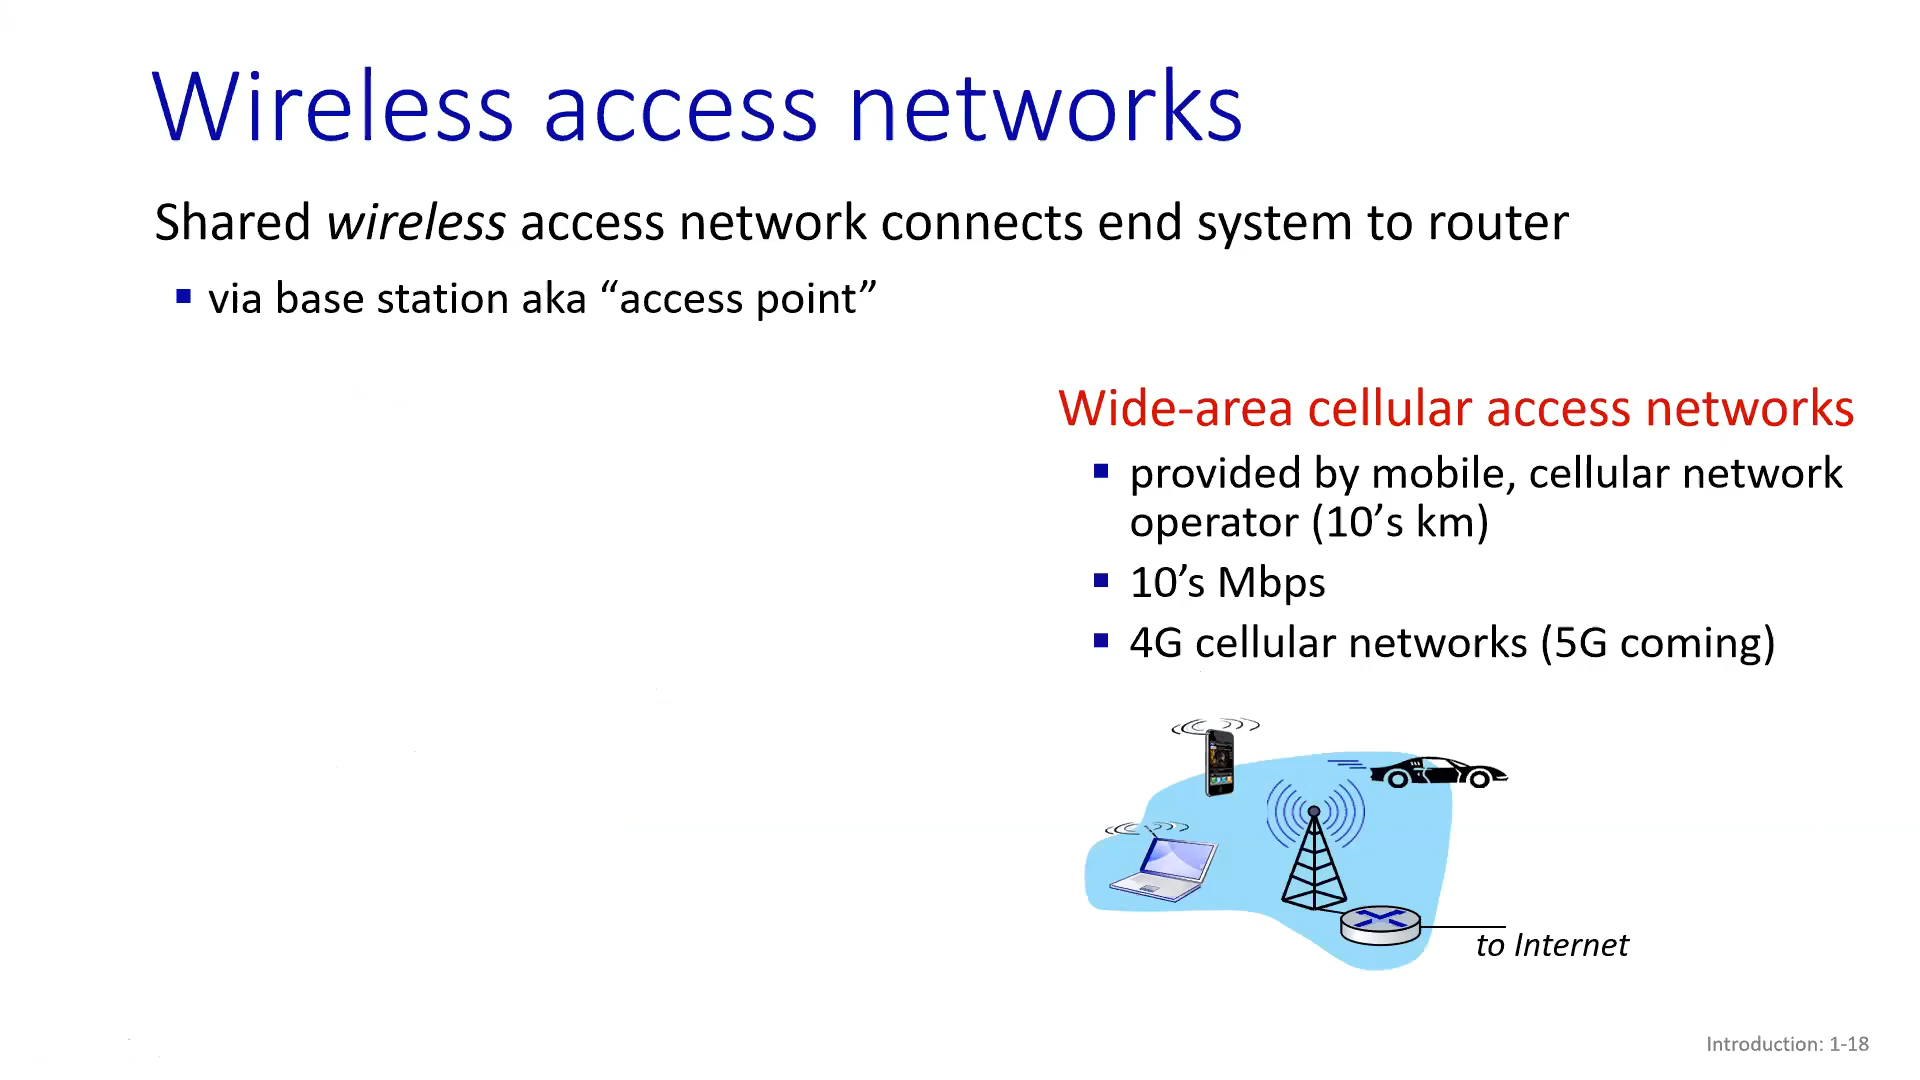 Wireless access networks
Shared wireless access network connects end system to router
▪ via base station aka “access point”
Wide-area cellular access networks
▪ provided by mobile, cellular network
operator (10’s km)
▪ 10’s Mbps
▪ 4G cellular networks (5G coming)
to Internet
Introduction: 1-18